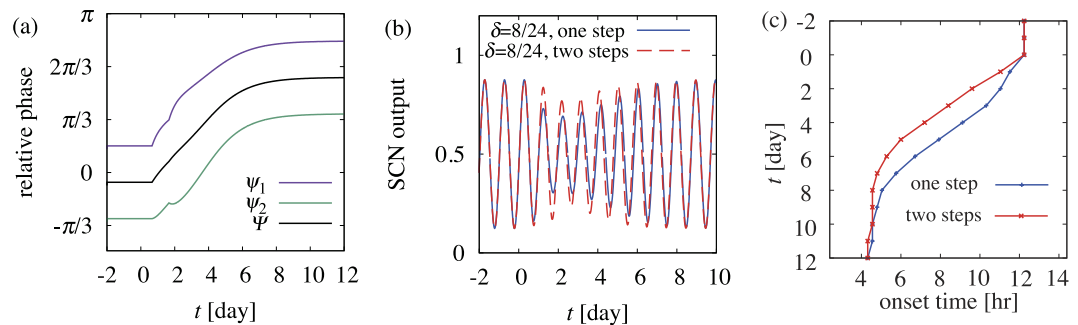 (a)
relative phase
π
2π/3
π/3
0
-π/3
ψ1
ψ2
Ψ̃
-2 0 2 4 6 8 10 12
t [day]
(b)
SCN output
1
0.5
0
δ=8/24, one step
δ=8/24, two steps
-2 0 2 4 6 8 10
t [day]
(c)
t [day]
-2
0
2
4
6
8
10
12
one step
two steps
4 6 8 10 12 14
onset time [hr]